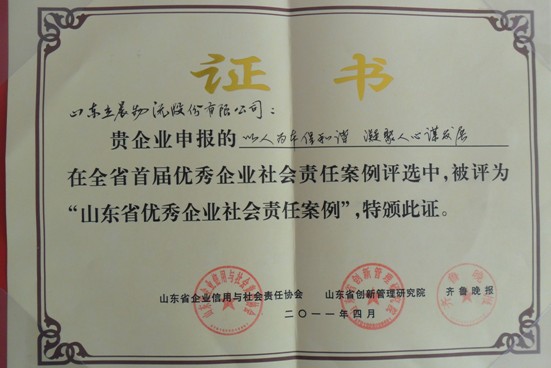 证书
山东立晨物流股份有限公司:
贵企业申报的 以人为本保和谐 凝聚人心谋发展
在全省首届优秀企业社会责任案例评选中,被评为
“山东省优秀企业社会责任案例”,特颁此证。
山东省企业信用与社会责任协会 山东省创新管理研究院 齐鲁晚报
二〇一一年四月